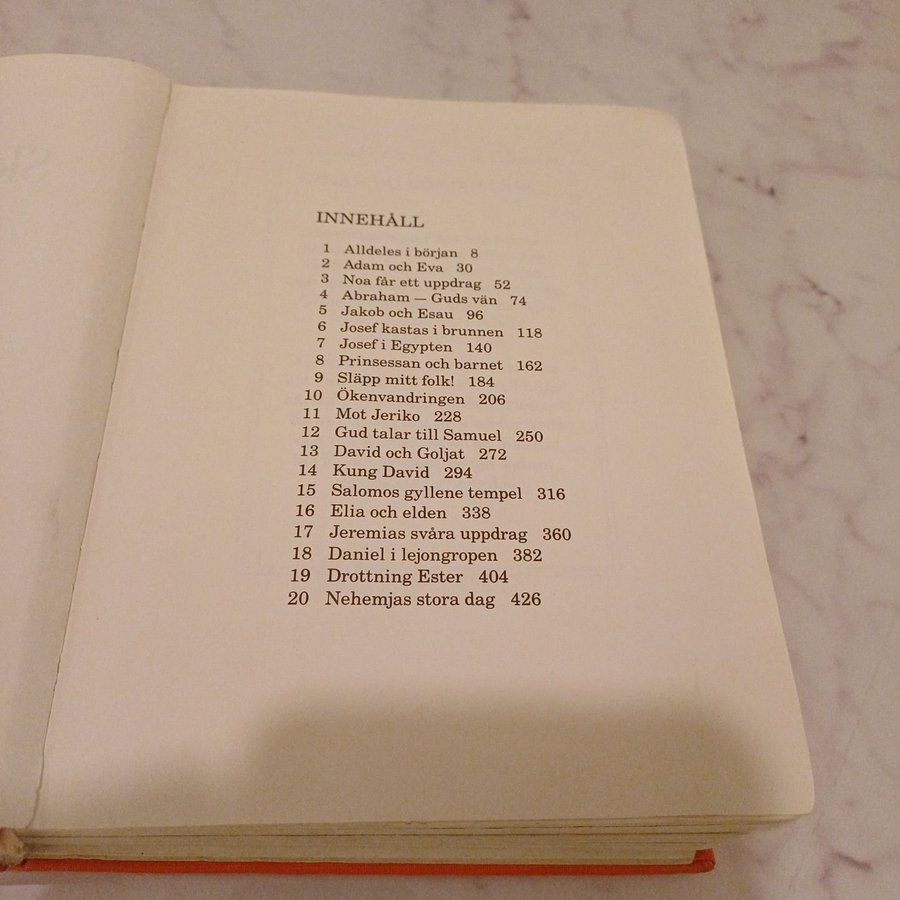 INNEHÅLL
1 Alldeles i början 8
2 Adam och Eva 30
3 Noa får ett uppdrag 52
4 Abraham — Guds vän 74
5 Jakob och Esau 96
6 Josef kastas i brunnen 118
7 Josef i Egypten 140
8 Prinsessan och barnet 162
9 Släpp mitt folk! 184
10 Ökenvandringen 206
11 Mot Jeriko 228
12 Gud talar till Samuel 250
13 David och Goljat 272
14 Kung David 294
15 Salomos gyllene tempel 316
16 Elia och elden 338
17 Jeremias svåra uppdrag 360
18 Daniel i lejongropen 382
19 Drottning Ester 404
20 Nehemjas stora dag 426